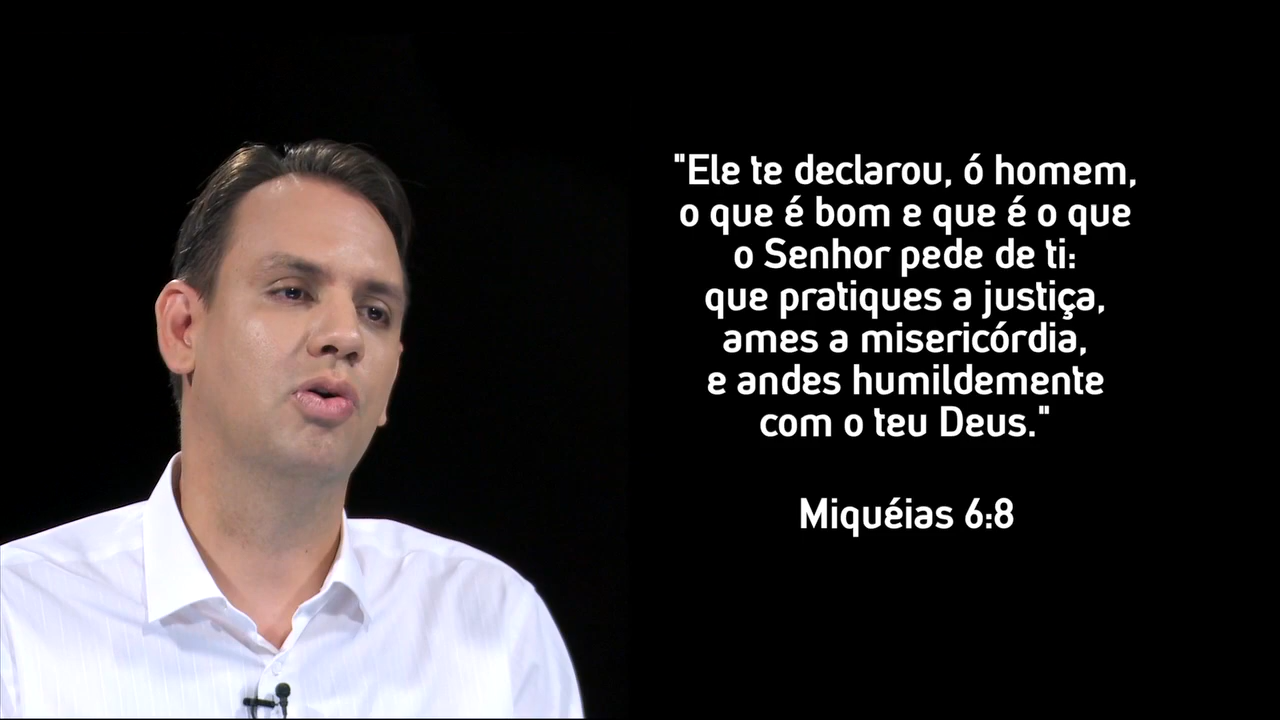 "Ele te declarou, ó homem,
o que é bom e que é o que
o Senhor pede de ti:
que pratiques a justiça,
ames a misericórdia,
e andes humildemente
com o teu Deus."
Miquéias 6:8